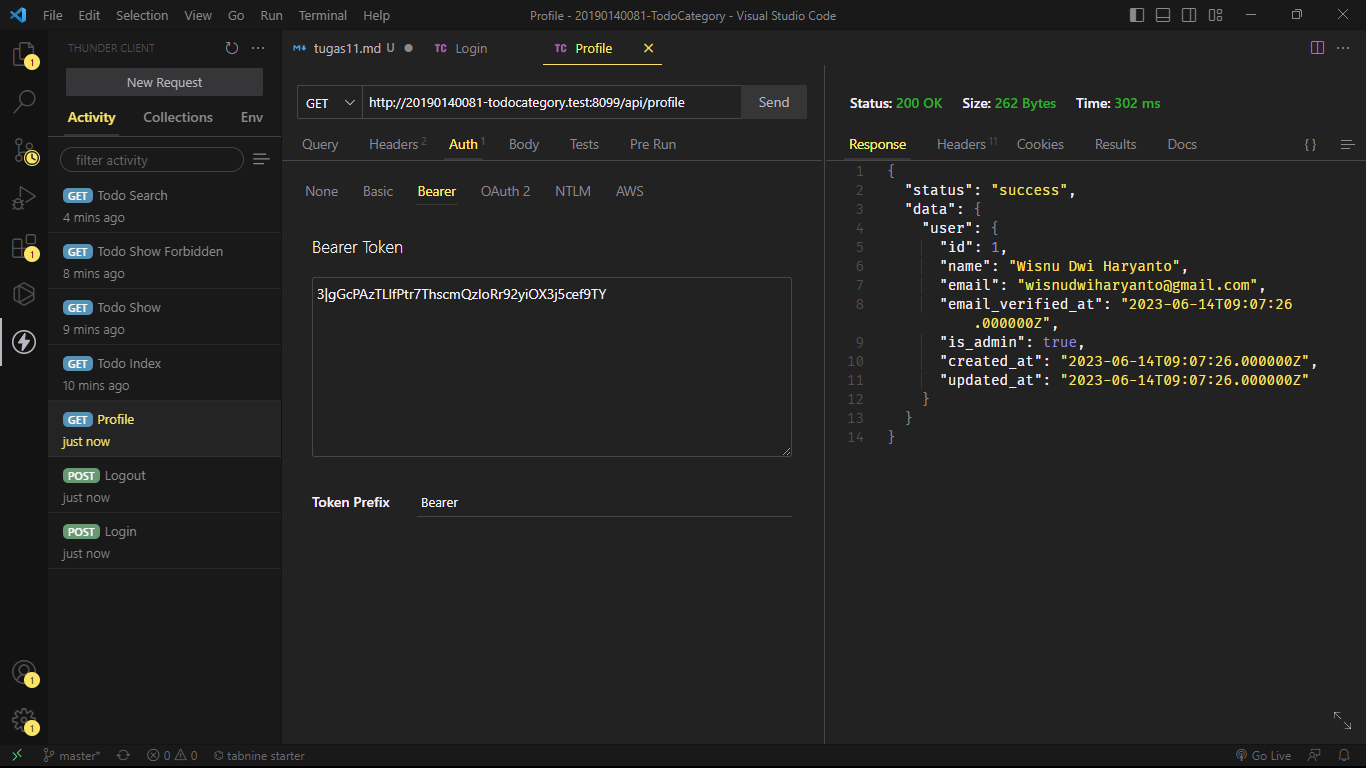 File Edit Selection View Go Run Terminal Help Profile - 20190140081-TodoCategory - Visual Studio Code
THUNDER CLIENT
New Request
Activity Collections Env
filter activity
GET Todo Search
4 mins ago
GET Todo Show Forbidden
8 mins ago
GET Todo Show
9 mins ago
GET Todo Index
10 mins ago
GET Profile
just now
POST Logout
just now
POST Login
just now
1
1
1
1
tugas11.md U TC Login TC Profile
GET http://20190140081-todocategory.test:8099/api/profile Send
Query Headers 2 Auth 1 Body Tests Pre Run
None Basic Bearer OAuth 2 NTLM AWS
Bearer Token
3|gGcPAzTLIfPtr7ThscmQzIoRr92yiOX3j5cef9TY
Token Prefix Bearer
Status: 200 OK Size: 262 Bytes Time: 302 ms
Response Headers 11 Cookies Results Docs { }
1 {
2 "status": "success",
3 "data": {
4 "user": {
5 "id": 1,
6 "name": "Wisnu Dwi Haryanto",
7 "email": "wisnudwiharyanto@gmail.com",
8 "email_verified_at": "2023-06-14T09:07:26
.000000Z",
9 "is_admin": true,
10 "created_at": "2023-06-14T09:07:26.000000Z",
11 "updated_at": "2023-06-14T09:07:26.000000Z"
12 }
13 }
14 }
master* 0 0 tabnine starter Go Live